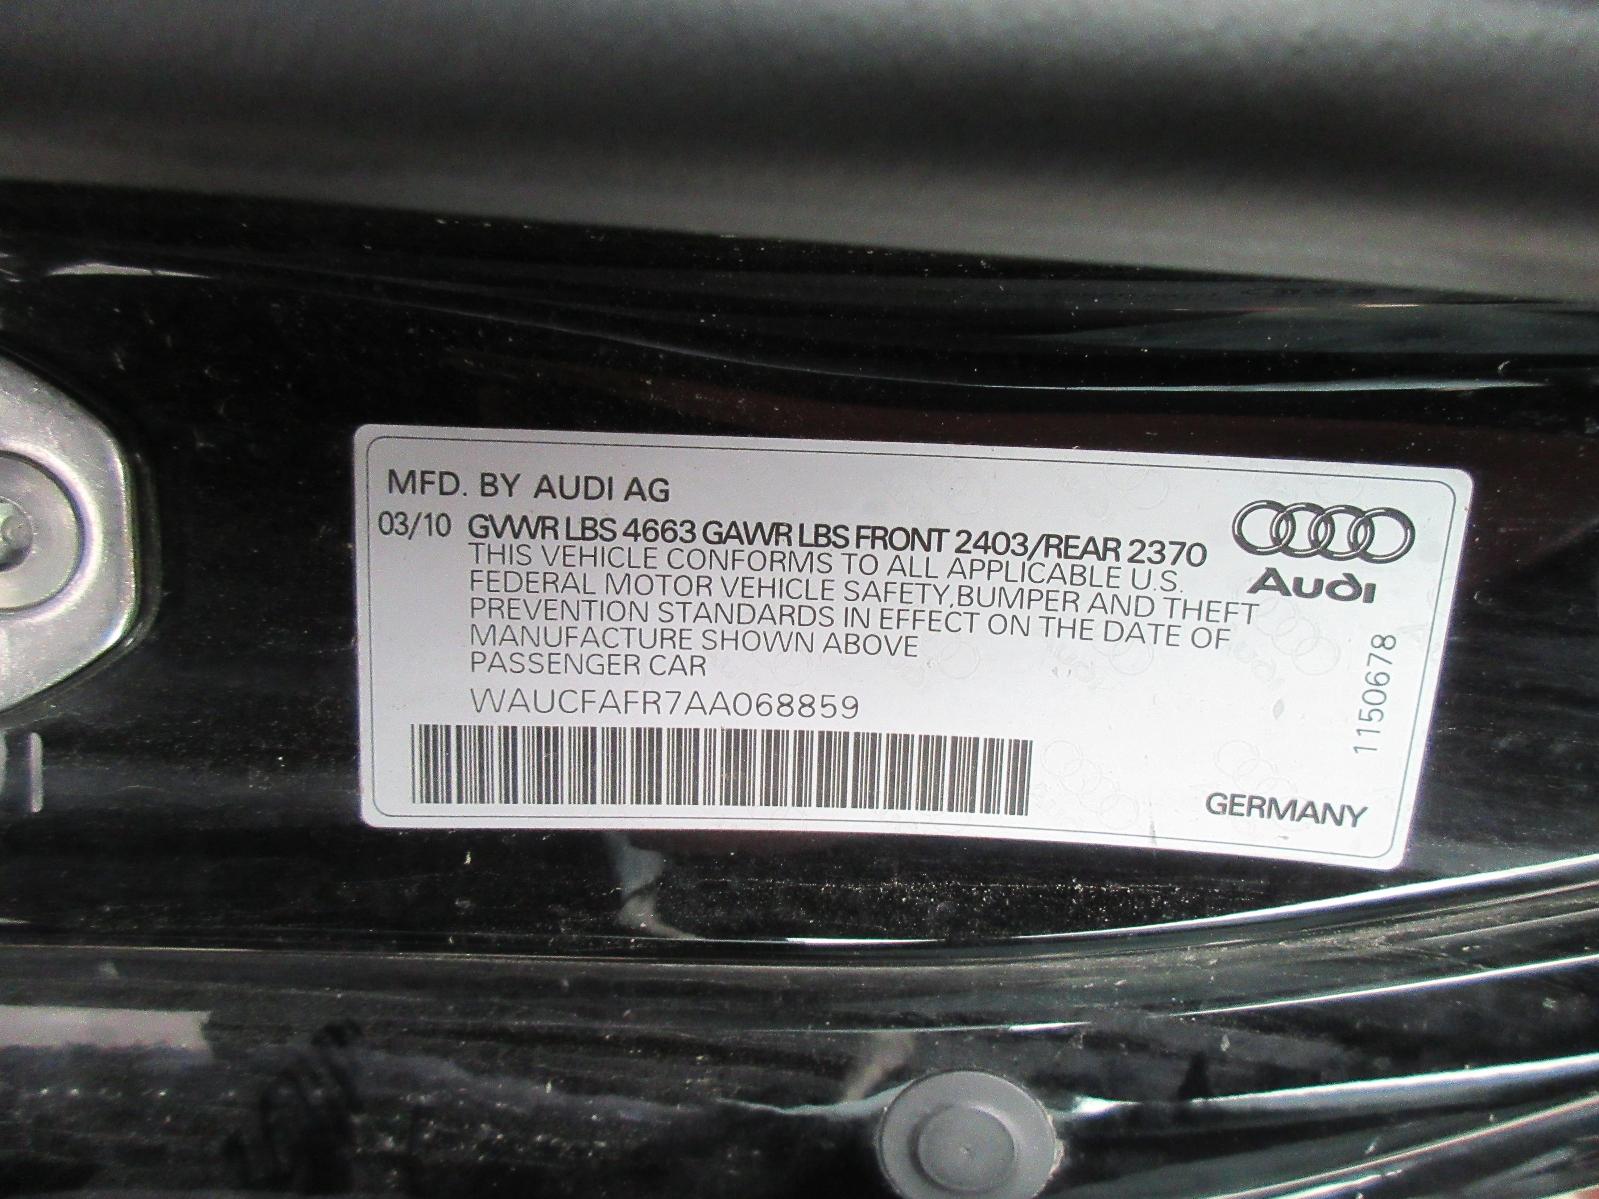 MFD. BY AUDI AG
03/10 GVWR LBS 4663 GAWR LBS FRONT 2403/REAR 2370
THIS VEHICLE CONFORMS TO ALL APPLICABLE U.S.
FEDERAL MOTOR VEHICLE SAFETY,BUMPER AND THEFT
PREVENTION STANDARDS IN EFFECT ON THE DATE OF
MANUFACTURE SHOWN ABOVE
PASSENGER CAR
WAUCFAFR7AA068859
Audi
1150678
GERMANY